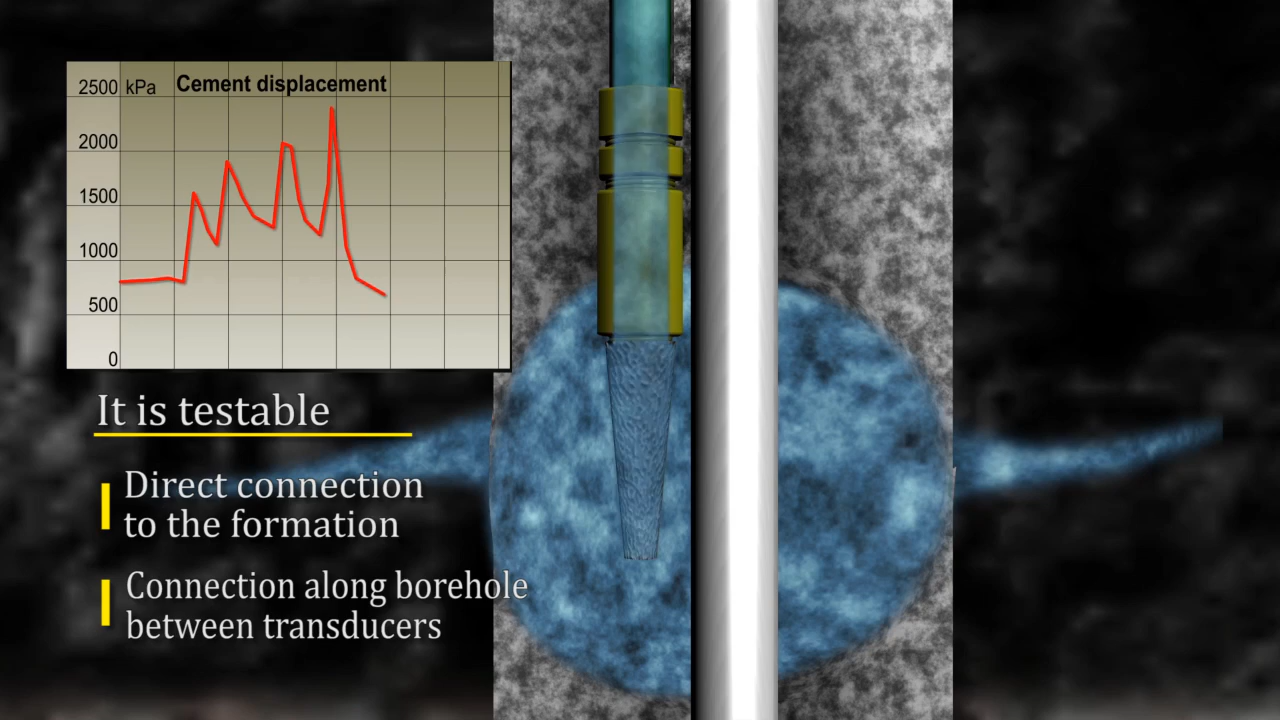 2500 kPa Cement displacement
2000
1500
1000
500
0
It is testable
Direct connection
to the formation
Connection along borehole
between transducers